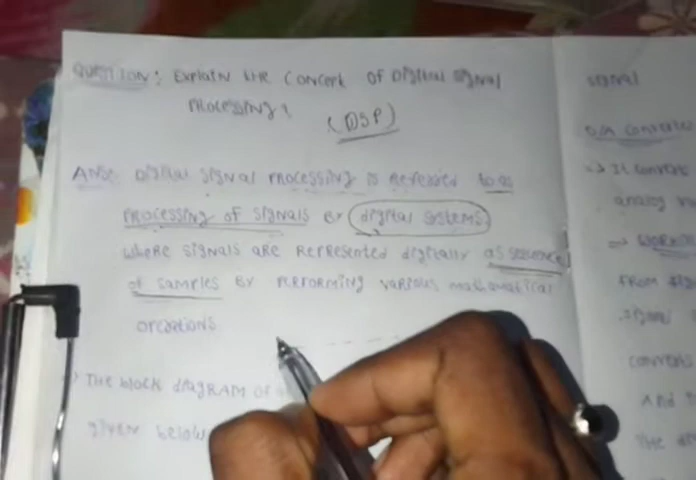 QUESTION: EXPLAIN THE CONCEPT OF DIGITAL SIGNAL
PROCESSING?
(DSP)
ANS: DIGITAL SIGNAL PROCESSING IS REFERRED TO AS
PROCESSING OF SIGNALS BY digital systems
WHERE SIGNALS ARE REPRESENTED DIGITALLY AS SEQUENCE
OF SAMPLES BY PERFORMING VARIOUS MATHEMATICAL
OPERATIONS
THE BLOCK DIAGRAM OF
given below
signal
D/A CONVERTER
-> It CONVERTS
analog
WORKING
FROM
signal
CONVERTS
AND
THE